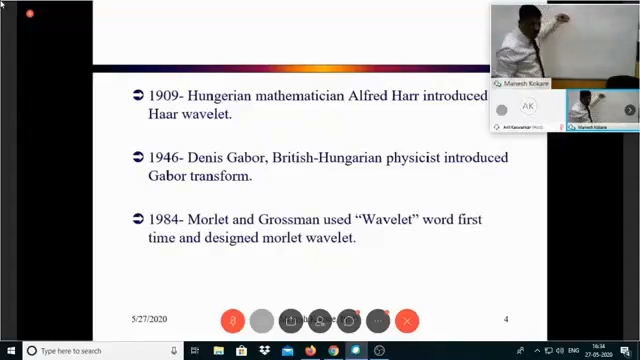 1909- Hungerian mathematician Alfred Harr introduced
Haar wavelet.
1946- Denis Gabor, British-Hungarian physicist introduced
Gabor transform.
1984- Morlet and Grossman used “Wavelet” word first
time and designed morlet wavelet.
5/27/2020
4
Manesh Kokare
AK
Manesh Kokare
Type here to search
16:34
27-05-2020